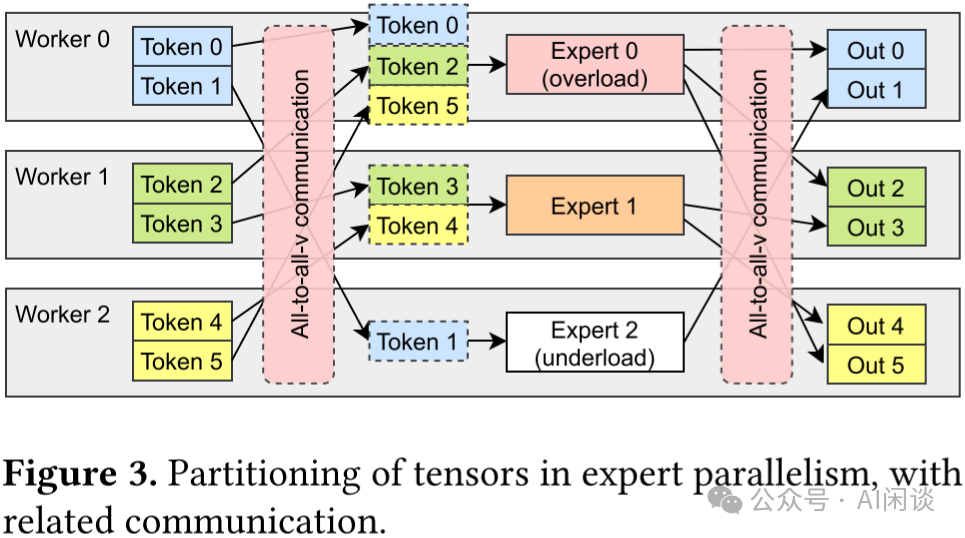 Worker 0
Token 0
Token 1
All-to-all-v communication
Token 0
Token 2
Token 5
Expert 0
(overload)
All-to-all-v communication
Out 0
Out 1
Worker 1
Token 2
Token 3
Token 3
Token 4
Expert 1
Out 2
Out 3
Worker 2
Token 4
Token 5
Token 1
Expert 2
(underload)
Out 4
Out 5
Figure 3. Partitioning of tensors in expert parallelism, with
related communication.
公众号 · AI闲谈